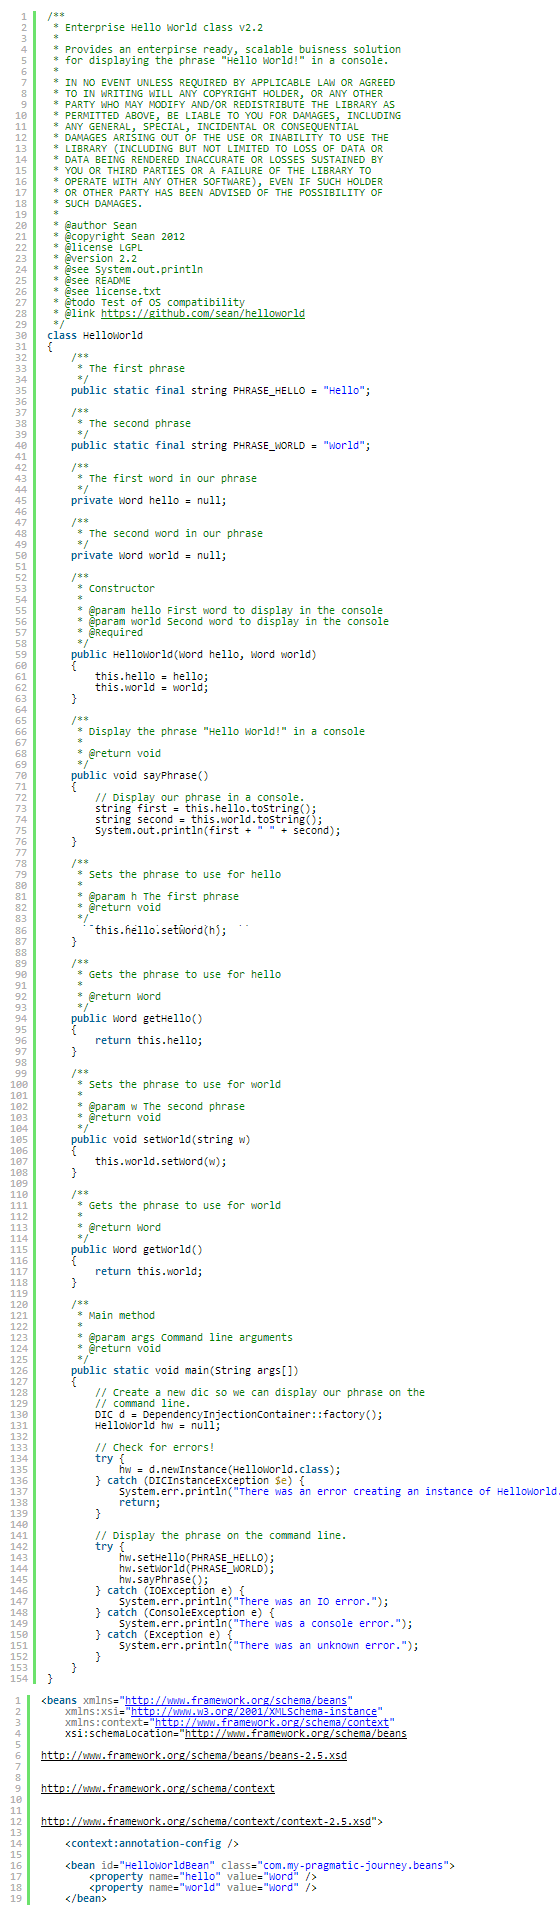 1 /**
2 * Enterprise Hello World class v2.2
3 *
4 * Provides an enterpirse ready, scalable buisness solution
5 * for displaying the phrase "Hello World!" in a console.
6 *
7 * IN NO EVENT UNLESS REQUIRED BY APPLICABLE LAW OR AGREED
8 * TO IN WRITING WILL ANY COPYRIGHT HOLDER, OR ANY OTHER
9 * PARTY WHO MAY MODIFY AND/OR REDISTRIBUTE THE LIBRARY AS
10 * PERMITTED ABOVE, BE LIABLE TO YOU FOR DAMAGES, INCLUDING
11 * ANY GENERAL, SPECIAL, INCIDENTAL OR CONSEQUENTIAL
12 * DAMAGES ARISING OUT OF THE USE OR INABILITY TO USE THE
13 * LIBRARY (INCLUDING BUT NOT LIMITED TO LOSS OF DATA OR
14 * DATA BEING RENDERED INACCURATE OR LOSSES SUSTAINED BY
15 * YOU OR THIRD PARTIES OR A FAILURE OF THE LIBRARY TO
16 * OPERATE WITH ANY OTHER SOFTWARE), EVEN IF SUCH HOLDER
17 * OR OTHER PARTY HAS BEEN ADVISED OF THE POSSIBILITY OF
18 * SUCH DAMAGES.
19 *
20 * @author Sean
21 * @copyright Sean 2012
22 * @license LGPL
23 * @version 2.2
24 * @see System.out.println
25 * @see README
26 * @see license.txt
27 * @todo Test of OS compatibility
28 * @link https://github.com/sean/helloworld
29 */
30 class HelloWorld
31 {
32 /**
33 * The first phrase
34 */
35 public static final string PHRASE_HELLO = "Hello";
36
37 /**
38 * The second phrase
39 */
40 public static final string PHRASE_WORLD = "World";
41
42 /**
43 * The first word in our phrase
44 */
45 private Word hello = null;
46
47 /**
48 * The second word in our phrase
49 */
50 private Word world = null;
51
52 /**
53 * Constructor
54 *
55 * @param hello First word to display in the console
56 * @param world Second word to display in the console
57 * @Required
58 */
59 public HelloWorld(Word hello, Word world)
60 {
61 this.hello = hello;
62 this.world = world;
63 }
64
65 /**
66 * Display the phrase "Hello World!" in a console
67 *
68 * @return void
69 */
70 public void sayPhrase()
71 {
72 // Display our phrase in a console.
73 string first = this.hello.toString();
74 string second = this.world.toString();
75 System.out.println(first + " " + second);
76 }
77
78 /**
79 * Sets the phrase to use for hello
80 *
81 * @param h The first phrase
82 * @return void
83 */
86 this.hello.setWord(h);
87 }
88
89 /**
90 * Gets the phrase to use for hello
91 *
92 * @return Word
93 */
94 public Word getHello()
95 {
96 return this.hello;
97 }
98
99 /**
100 * Sets the phrase to use for world
101 *
102 * @param w The second phrase
103 * @return void
104 */
105 public void setWorld(string w)
106 {
107 this.world.setWord(w);
108 }
109
110 /**
111 * Gets the phrase to use for world
112 *
113 * @return Word
114 */
115 public Word getWorld()
116 {
117 return this.world;
118 }
119
120 /**
121 * Main method
122 *
123 * @param args Command line arguments
124 * @return void
125 */
126 public static void main(String args[])
127 {
128 // Create a new dic so we can display our phrase on the
129 // command line.
130 DIC d = DependencyInjectionContainer::factory();
131 HelloWorld hw = null;
132
133 // Check for errors!
134 try {
135 hw = d.newInstance(HelloWorld.class);
136 } catch (DICInstanceException $e) {
137 System.err.println("There was an error creating an instance of HelloWorld.
138 return;
139 }
140
141 // Display the phrase on the command line.
142 try {
143 hw.setHello(PHRASE_HELLO);
144 hw.setWorld(PHRASE_WORLD);
145 hw.sayPhrase();
146 } catch (IOException e) {
147 System.err.println("There was an IO error.");
148 } catch (ConsoleException e) {
149 System.err.println("There was a console error.");
150 } catch (Exception e) {
151 System.err.println("There was an unknown error.");
152 }
153 }
154 }
1 <beans xmlns="http://www.framework.org/schema/beans"
2 xmlns:xsi="http://www.w3.org/2001/XMLSchema-instance"
3 xmlns:context="http://www.framework.org/schema/context"
4 xsi:schemaLocation="http://www.framework.org/schema/beans
5
6 http://www.framework.org/schema/beans/beans-2.5.xsd
7
8
9 http://www.framework.org/schema/context
10
11
12 http://www.framework.org/schema/context/context-2.5.xsd">
13
14 <context:annotation-config />
15
16 <bean id="HelloWorldBean" class="com.my-pragmatic-journey.beans">
17 <property name="hello" value="Word" />
18 <property name="world" value="Word" />
19 </bean>